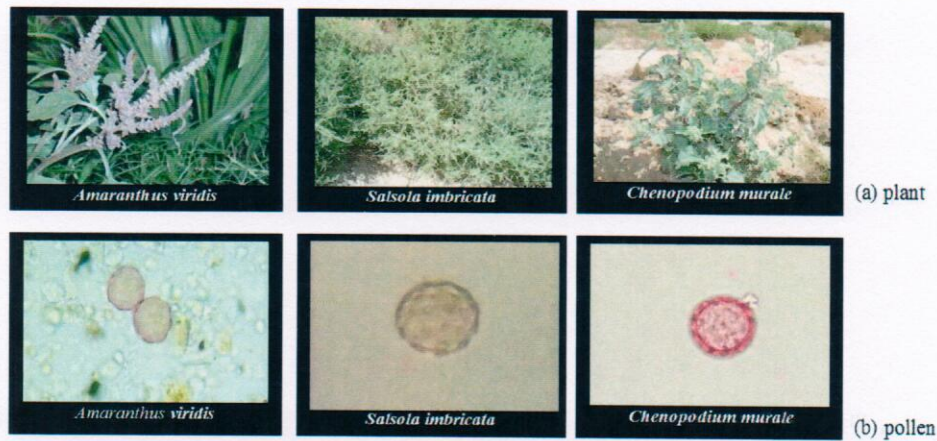 Amaranthus viridis
Salsola imbricata
Chenopodium murale
(a) plant
Amaranthus viridis
Salsola imbricata
Chenopodium murale
(b) pollen